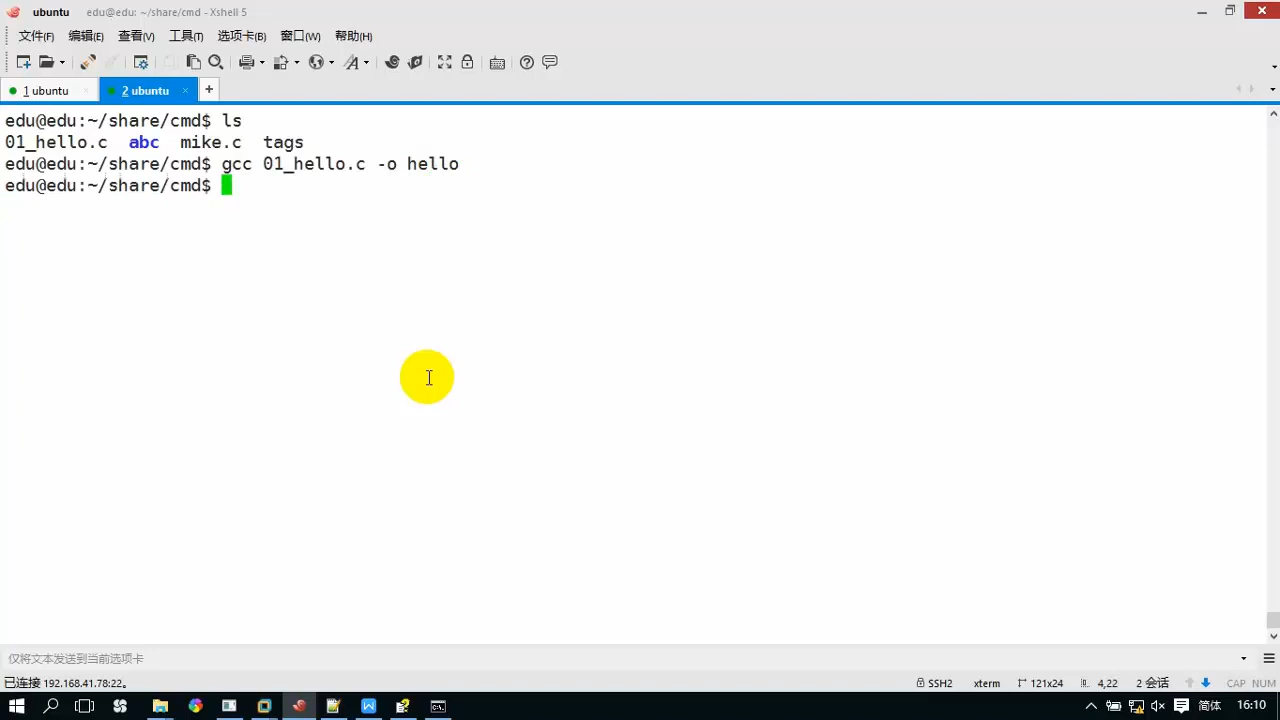 ubuntu edu@edu: ~/share/cmd - Xshell 5
文件(F) 编辑(E) 查看(V) 工具(T) 选项卡(B) 窗口(W) 帮助(H)
1 ubuntu 2 ubuntu +
edu@edu:~/share/cmd$ ls
01_hello.c abc mike.c tags
edu@edu:~/share/cmd$ gcc 01_hello.c -o hello
edu@edu:~/share/cmd$
仅将文本发送到当前选项卡
已连接 192.168.41.78:22。 SSH2 xterm 121x24 4,22 2 会话 CAP NUM
简体 16:10